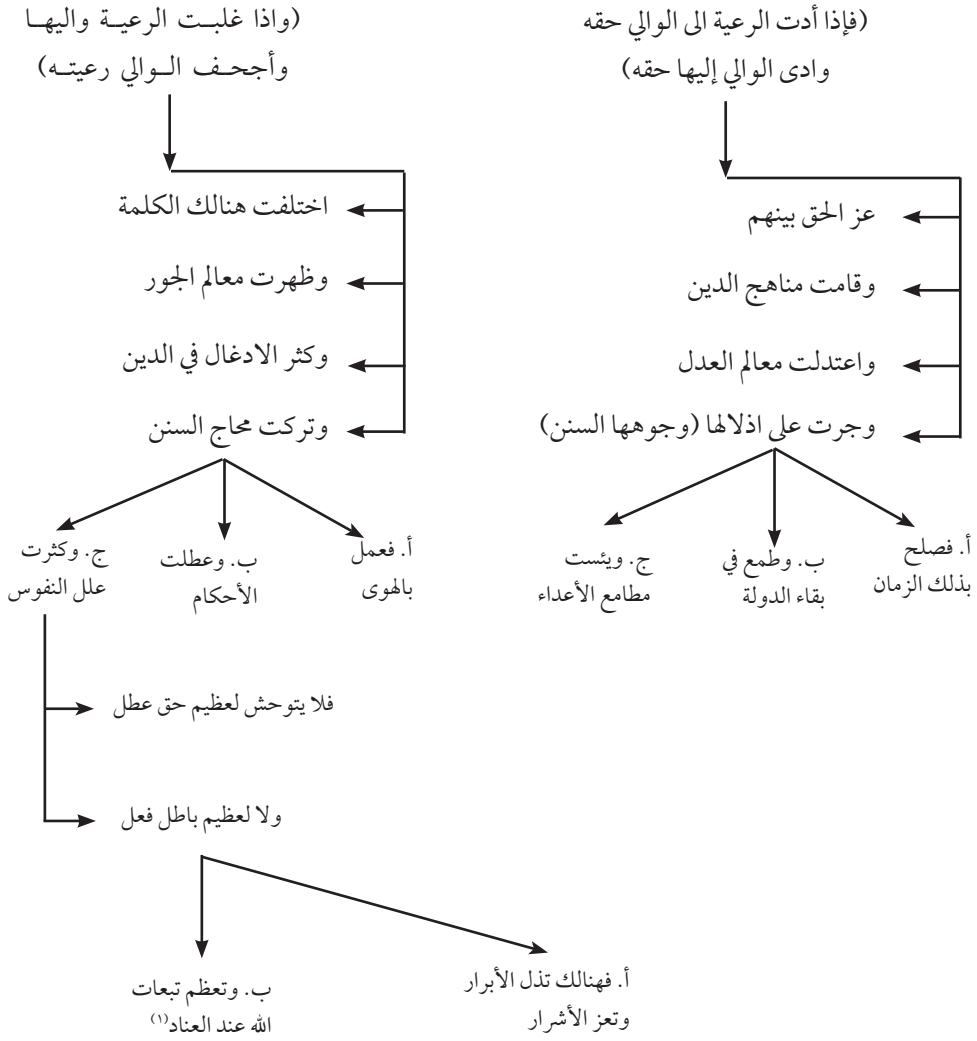 (فإذا أدت الرعية الى الوالي حقه
وادى الوالي إليها حقه)
عز الحق بينهم
وقامت مناهج الدين
واعتدلت معالم العدل
وجرت على اذلالها (وجوهها السنن)
أ. فصلح
بذلك الزمان
ب. وطمع في
بقاء الدولة
ج. ويئست
مطامع الأعداء
(واذا غلبت الرعية واليها
وأجحف الوالي رعيته)
اختلفت هنالك الكلمة
وظهرت معالم الجور
وكثر الادغال في الدين
وتركت محاج السنن
أ. فعمل
بالهوى
ب. وعطلت
الأحكام
ج. وكثرت
علل النفوس
فلا يتوحش لعظيم حق عطل
ولا لعظيم باطل فعل
أ. فهنالك تذل الأبرار
وتعز الأشرار
ب. وتعظم تبعات
الله عند العناد(١)